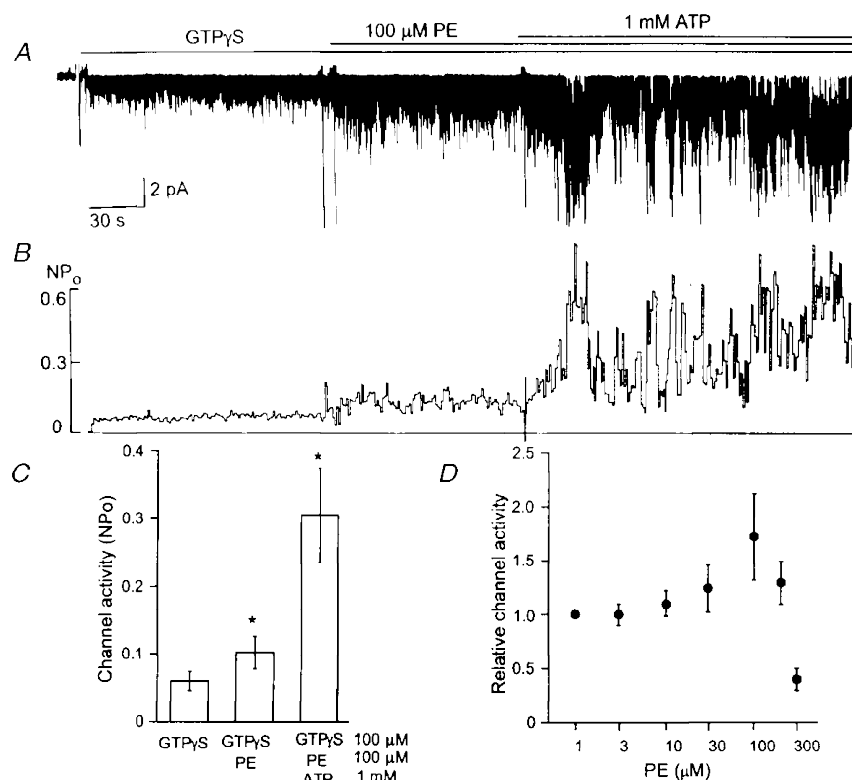 GTPγS
100 μM PE
1 mM ATP
A
2 pA
30 s
B
NPo
0.6
0.3
0
C
Channel activity (NPo)
0.4
0.3
0.2
0.1
0
*
*
GTPγS
GTPγS
PE
GTPγS
PE
ATP
100 μM
100 μM
1 mM
D
Relative channel activity
2.5
2.0
1.5
1.0
0.5
0
1
3
10
30
100
300
PE (μM)